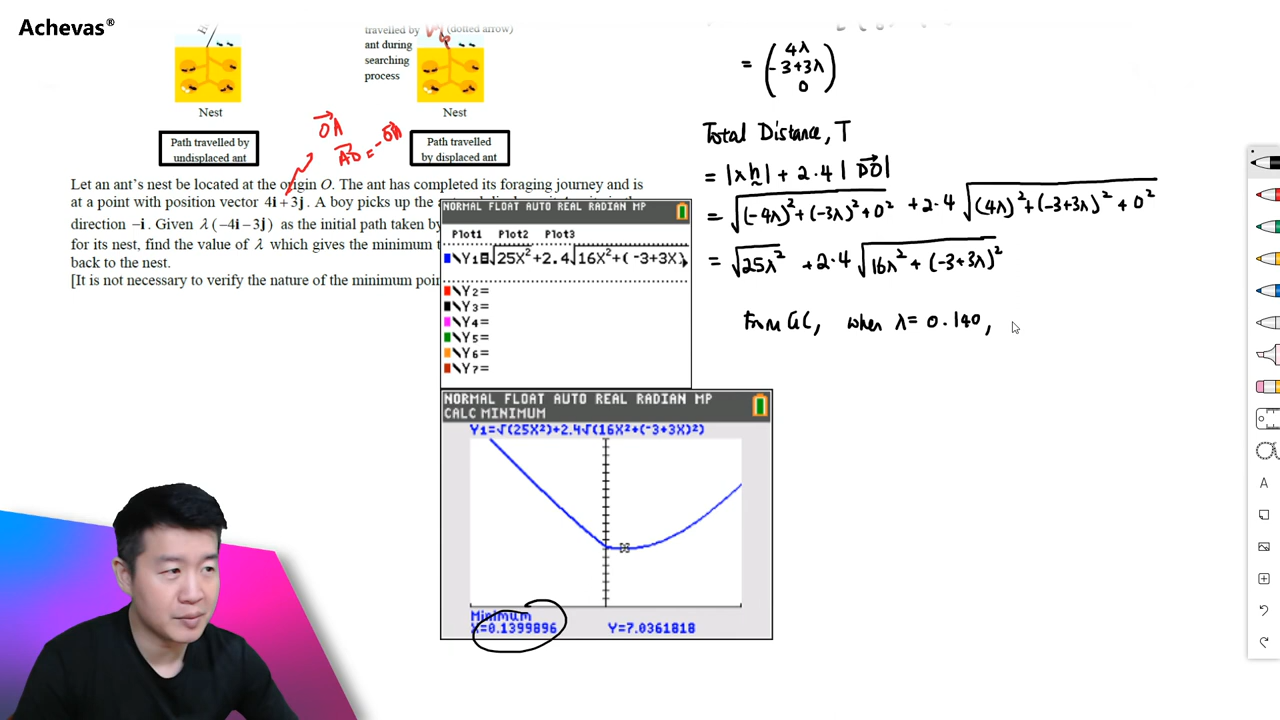 Achevas®
travelled by
(dotted arrow)
ant during
searching
process
Nest
Nest
Path travelled by
undisplaced ant
Path travelled
by displaced ant
OA
AO = -OA
Let an ant's nest be located at the origin O. The ant has completed its foraging journey and is
at a point with position vector 4i + 3j. A boy picks up the
direction −i. Given λ(−4i−3j) as the initial path taken by
for its nest, find the value of λ which gives the minimum
back to the nest.
[It is not necessary to verify the nature of the minimum poin
NORMAL FLOAT AUTO REAL RADIAN MP
Plot1 Plot2 Plot3
\Y1=√25X²+2.4√16X²+(-3+3X)
\Y2=
\Y3=
\Y4=
\Y5=
\Y6=
\Y7=
NORMAL FLOAT AUTO REAL RADIAN MP
CALC MINIMUM
Y1=√(25X²)+2.4√(16X²+(-3+3X)²)
Minimum
X=0.1399896 Y=7.0361818
= (4λ
-3+3λ
0)
Total Distance, T
= |λh| + 2.4 | DO|
= √(-4λ)²+(-3λ)²+0² + 2.4 √(4λ)²+(-3+3λ)²+0²
= √25λ² +2.4 √16λ²+(-3+3λ)²
From GC, when λ= 0.140,
A